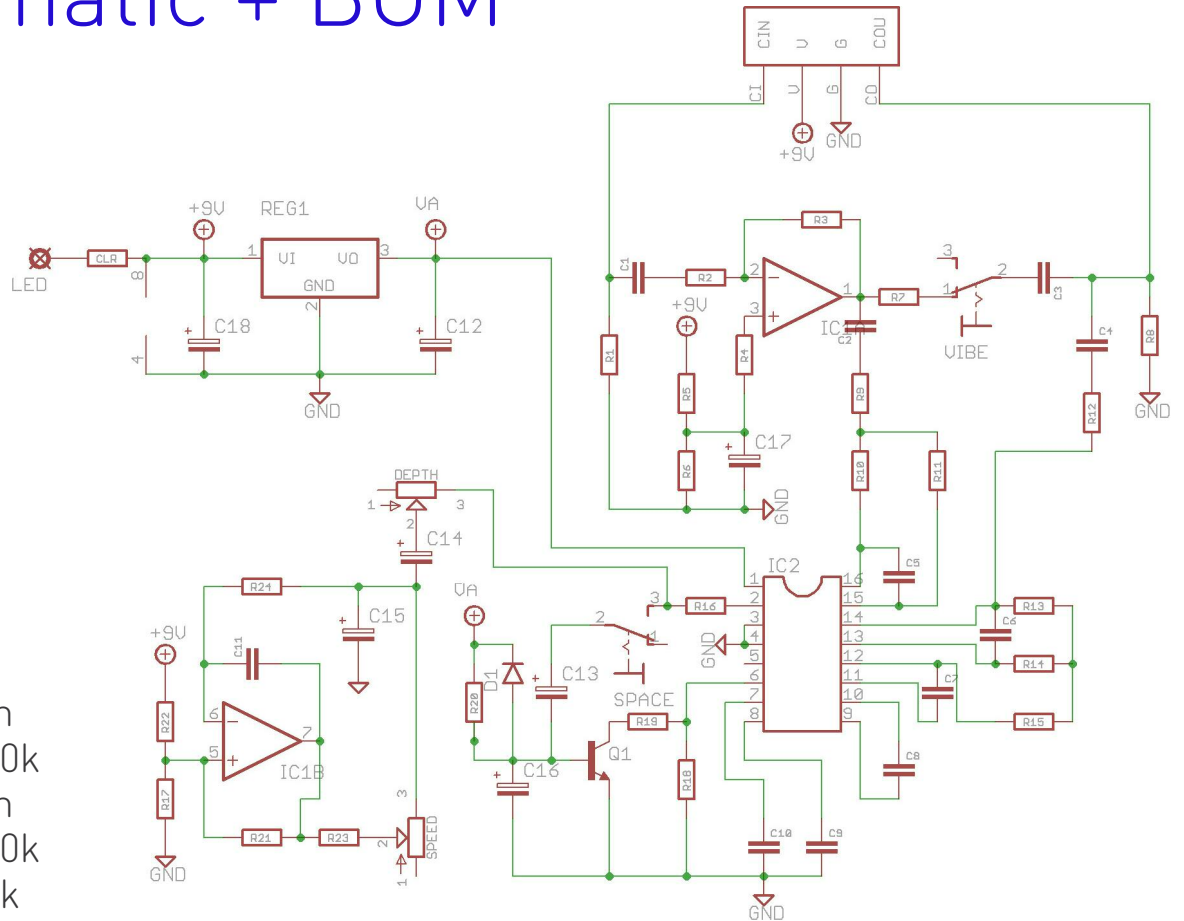 natic + BOM
CIN V G COU
CI V G CO
+9V GND
+9V REG1 VA
LED CLR 8 1 VI VO 3
GND
2
4
C18 C12
GND
R3
C1 R2 2 1 R7
+9V 3 IC1A
C2
R1 R4 R5
3 2 1 VIBE
C3 C4 R8 GND
R12
R9
C17
R6 R10 R11
GND
DEPTH
1 2 3
C14
R24
C15
+9V
C11
R22
6 7
5 IC1B
R17
GND
R21 R23 2 3 1 SPEED
VA
D1
R20
C13
2 3 1
SPACE
R16
R19
Q1
C16
R18
IC2
1 16
2 15
3 14
4 13
5 12
6 11
7 10
8 9
GND
C5
R13
C6
R14
C7
R15
C8
C10 C9
GND
n
0k
n
0k
k